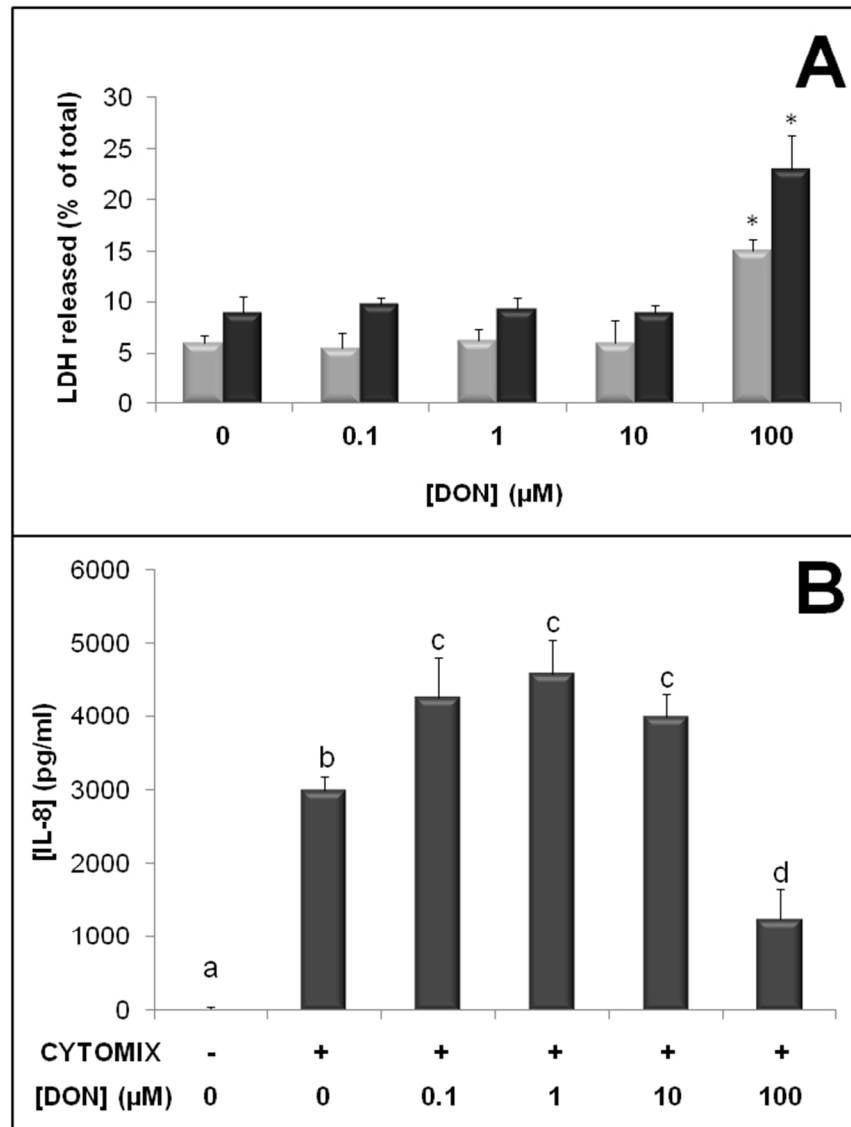 A
30
25
20
15
10
5
0
LDH released (% of total)
*
*
0 0.1 1 10 100
[DON] (µM)
B
6000
5000
4000
3000
2000
1000
0
[IL-8] (pg/ml)
a b c c c d
CYTOMIX - + + + + +
[DON] (µM) 0 0 0.1 1 10 100